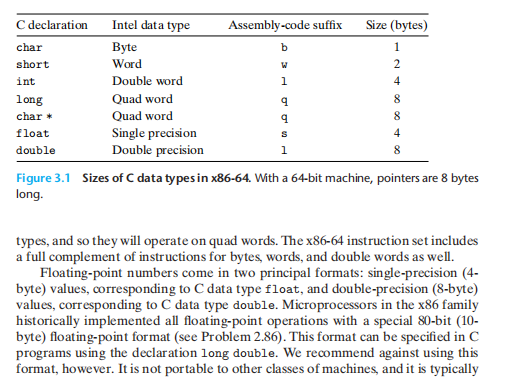 C declaration Intel data type Assembly-code suffix Size (bytes)
char Byte b 1
short Word w 2
int Double word l 4
long Quad word q 8
char * Quad word q 8
float Single precision s 4
double Double precision l 8
Figure 3.1 Sizes of C data types in x86-64. With a 64-bit machine, pointers are 8 bytes
long.
types, and so they will operate on quad words. The x86-64 instruction set includes
a full complement of instructions for bytes, words, and double words as well.
Floating-point numbers come in two principal formats: single-precision (4-
byte) values, corresponding to C data type float, and double-precision (8-byte)
values, corresponding to C data type double. Microprocessors in the x86 family
historically implemented all floating-point operations with a special 80-bit (10-
byte) floating-point format (see Problem 2.86). This format can be specified in C
programs using the declaration long double. We recommend against using this
format, however. It is not portable to other classes of machines, and it is typically